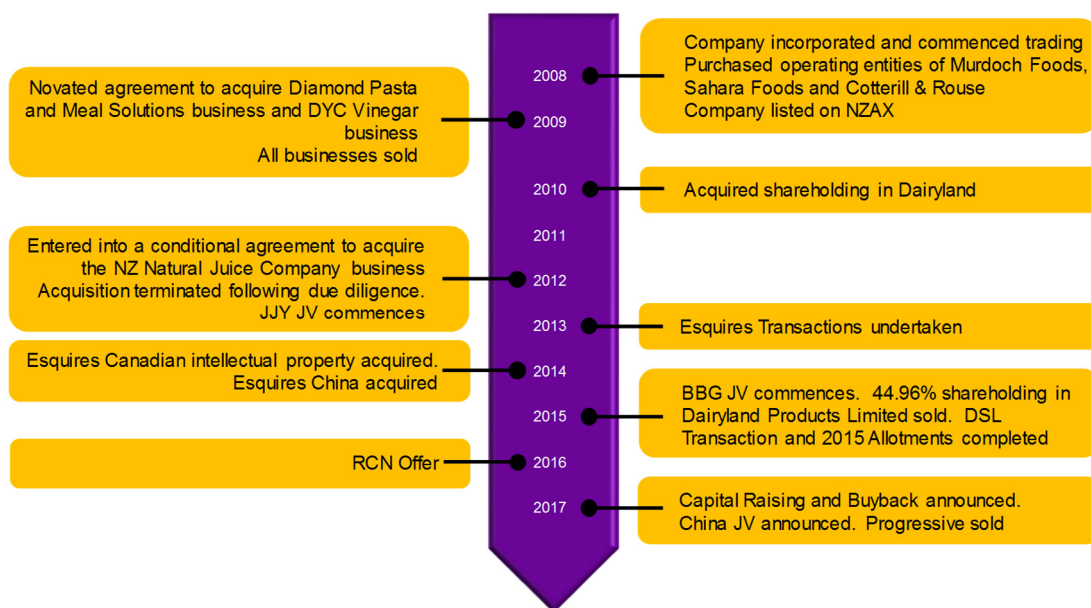 2008
Company incorporated and commenced trading
Purchased operating entities of Murdoch Foods,
Sahara Foods and Cotterill & Rouse
Company listed on NZAX
Novated agreement to acquire Diamond Pasta
and Meal Solutions business and DYC Vinegar
business
All businesses sold
2009
2010
Acquired shareholding in Dairyland
2011
Entered into a conditional agreement to acquire
the NZ Natural Juice Company business
Acquisition terminated following due diligence.
JJY JV commences
2012
2013
Esquires Transactions undertaken
Esquires Canadian intellectual property acquired.
Esquires China acquired
2014
2015
BBG JV commences. 44.96% shareholding in
Dairyland Products Limited sold. DSL
Transaction and 2015 Allotments completed
RCN Offer
2016
2017
Capital Raising and Buyback announced.
China JV announced. Progressive sold